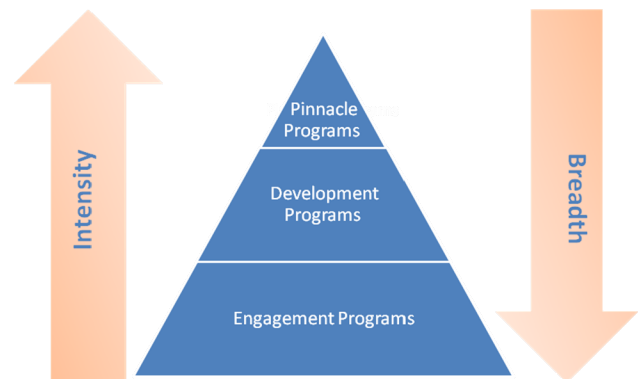 Intensity
Pinnacle
Programs
Development
Programs
Engagement Programs
Breadth